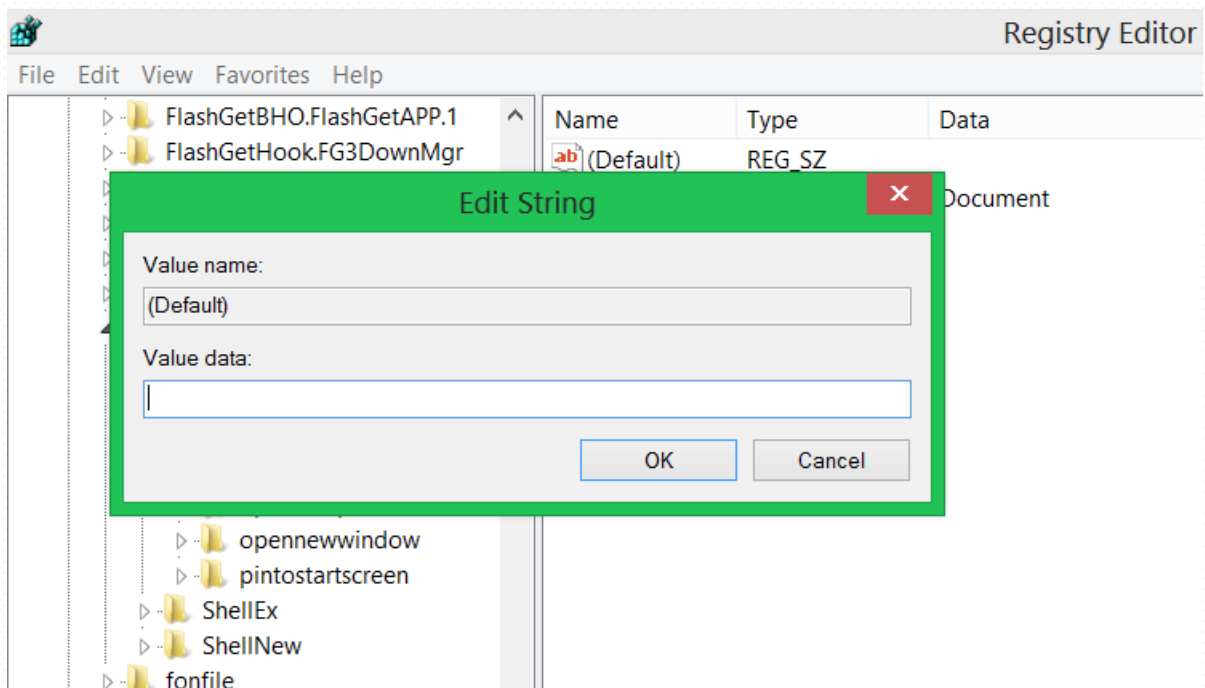 Registry Editor
File Edit View Favorites Help
FlashGetBHO.FlashGetAPP.1
FlashGetHook.FG3DownMgr
Name Type Data
ab (Default) REG_SZ
Document
Edit String
Value name:
(Default)
Value data:
OK Cancel
opennewwindow
pintostartscreen
ShellEx
ShellNew
fonfile